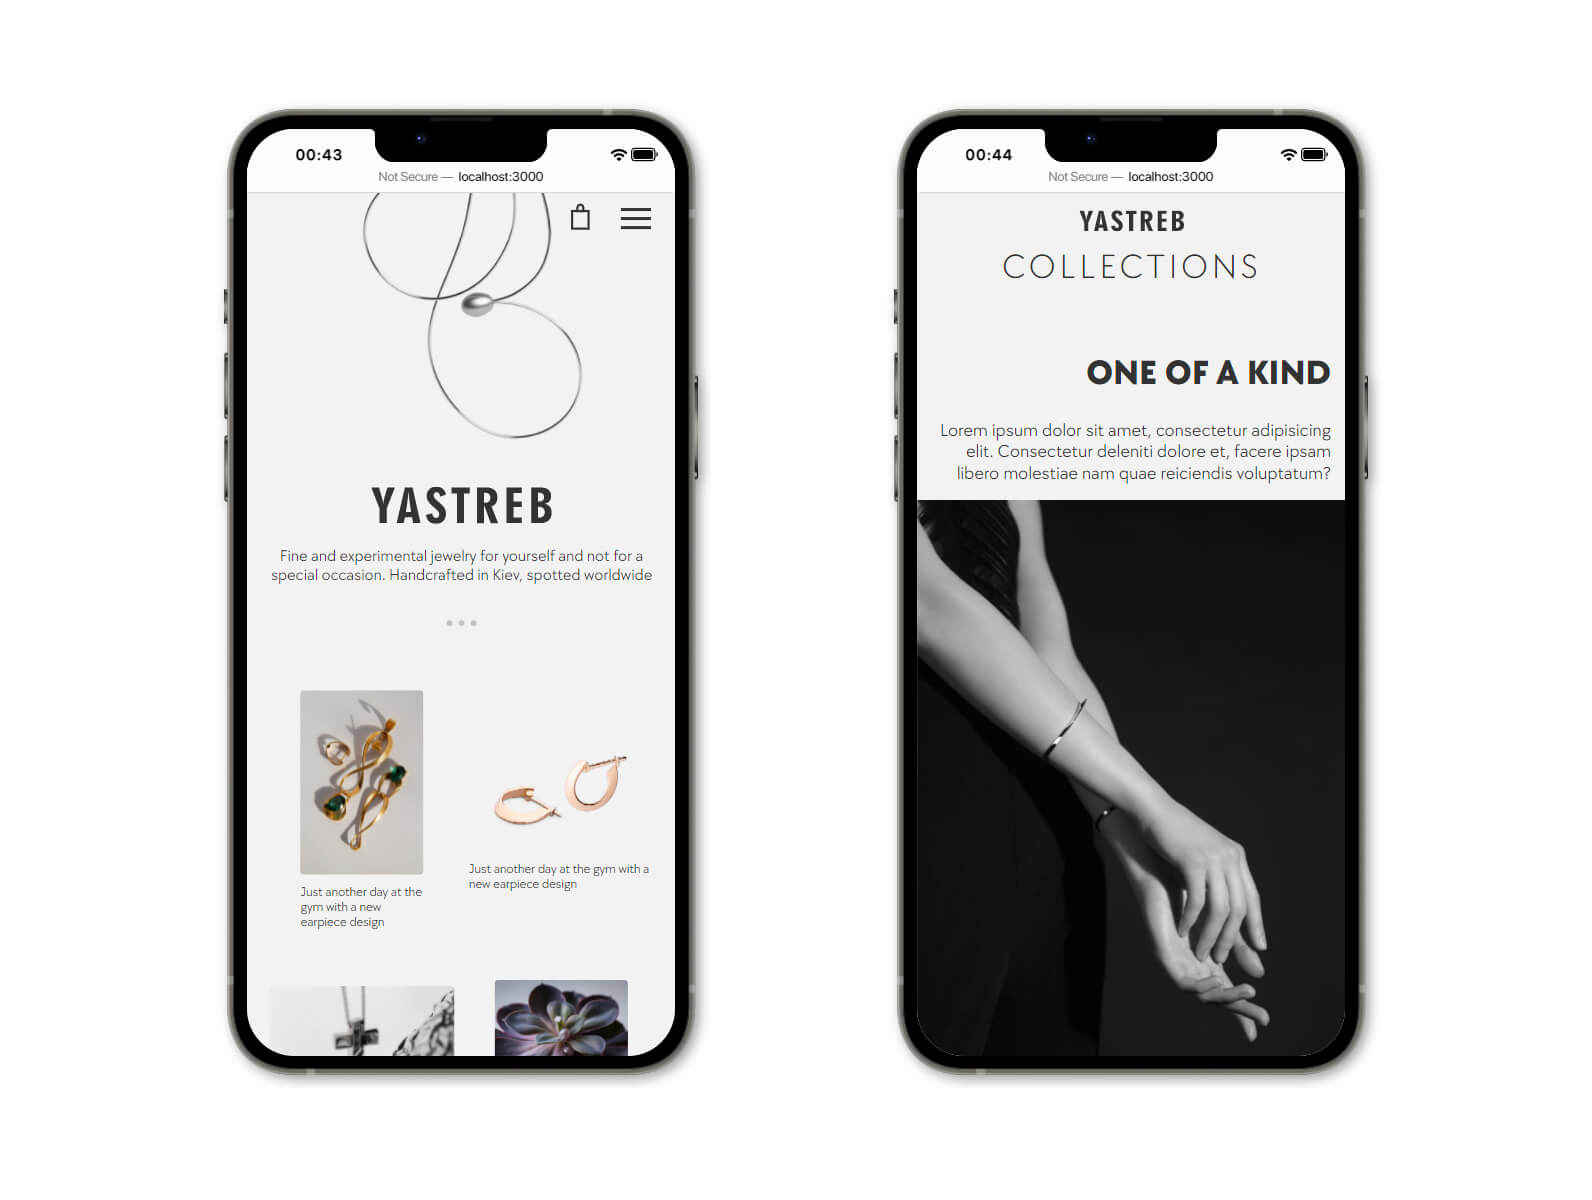 00:43
Not Secure — localhost:3000
YASTREB
Fine and experimental jewelry for yourself and not for a
special occasion. Handcrafted in Kiev, spotted worldwide
Just another day at the
gym with a new
earpiece design
Just another day at the gym with a
new earpiece design
00:44
Not Secure — localhost:3000
YASTREB
COLLECTIONS
ONE OF A KIND
Lorem ipsum dolor sit amet, consectetur adipisicing
elit. Consectetur deleniti dolore et, facere ipsam
libero molestiae nam quae reiciendis voluptatum?